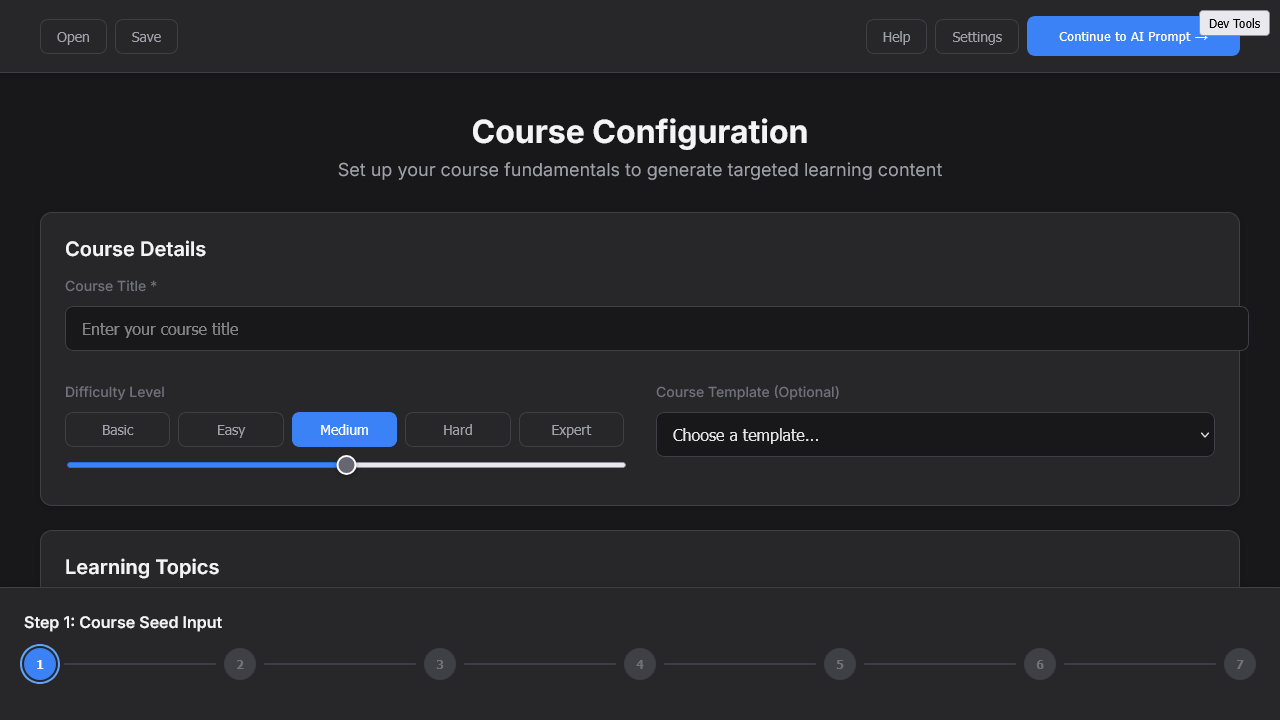 Open Save Help Settings Continue to AI Prompt → Dev Tools
Course Configuration
Set up your course fundamentals to generate targeted learning content
Course Details
Course Title *
Enter your course title
Difficulty Level
Basic Easy Medium Hard Expert
Course Template (Optional)
Choose a template...
Learning Topics
Step 1: Course Seed Input
1 2 3 4 5 6 7